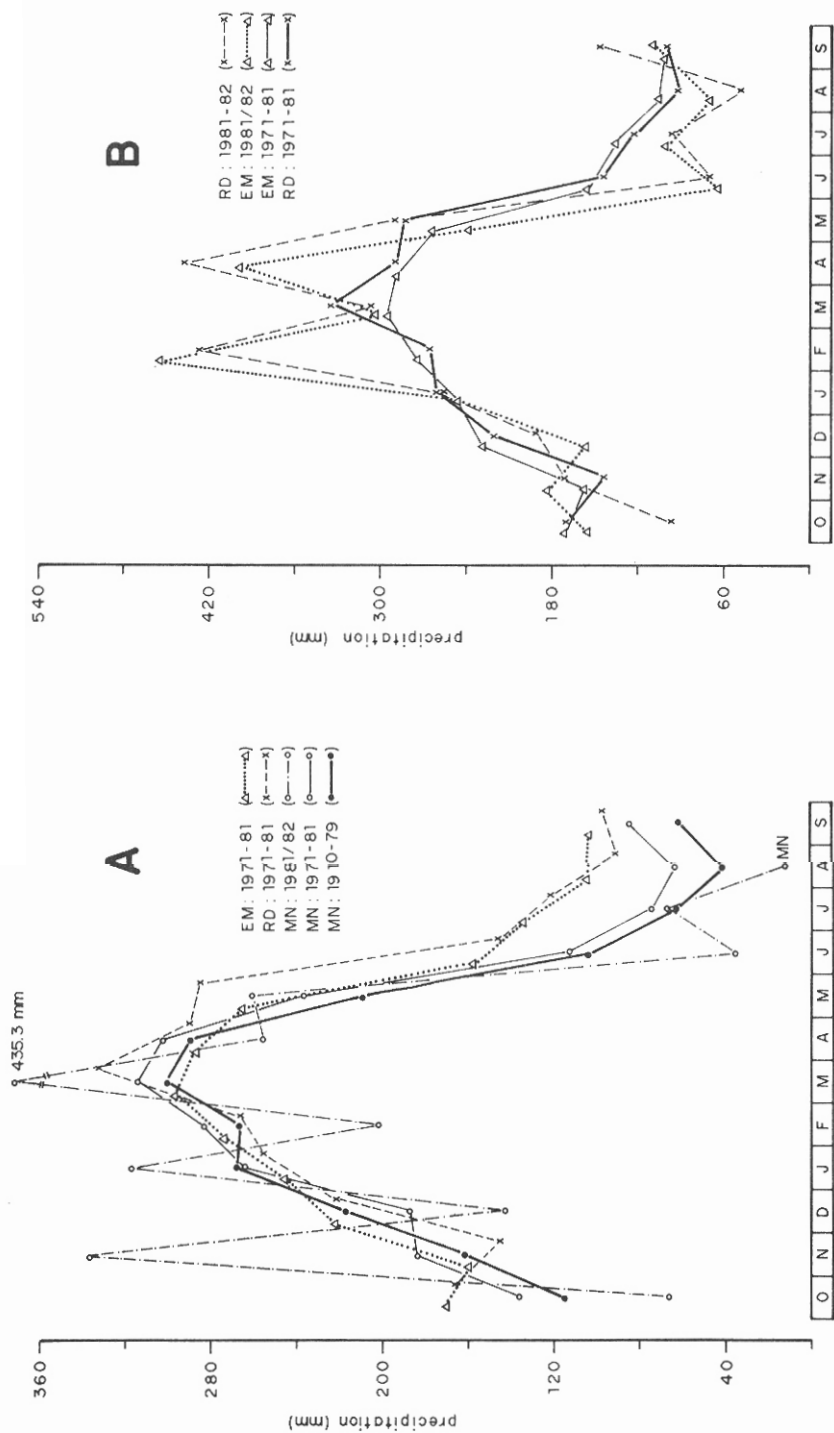 A
EM : 1971-81 (△········△)
RD : 1971-81 (x-----x)
MN : 1981/82 (○-·-·-○)
MN : 1971-81 (○———○)
MN : 1910-79 (●———●)
435.3 mm
MN
360
280
200
120
40
precipitation (mm)
O N D J F M A M J J A S
B
RD : 1981-82 (x-----x)
EM : 1981/82 (△········△)
EM : 1971-81 (△———△)
RD : 1971-81 (x———x)
540
420
300
180
60
precipitation (mm)
O N D J F M A M J J A S